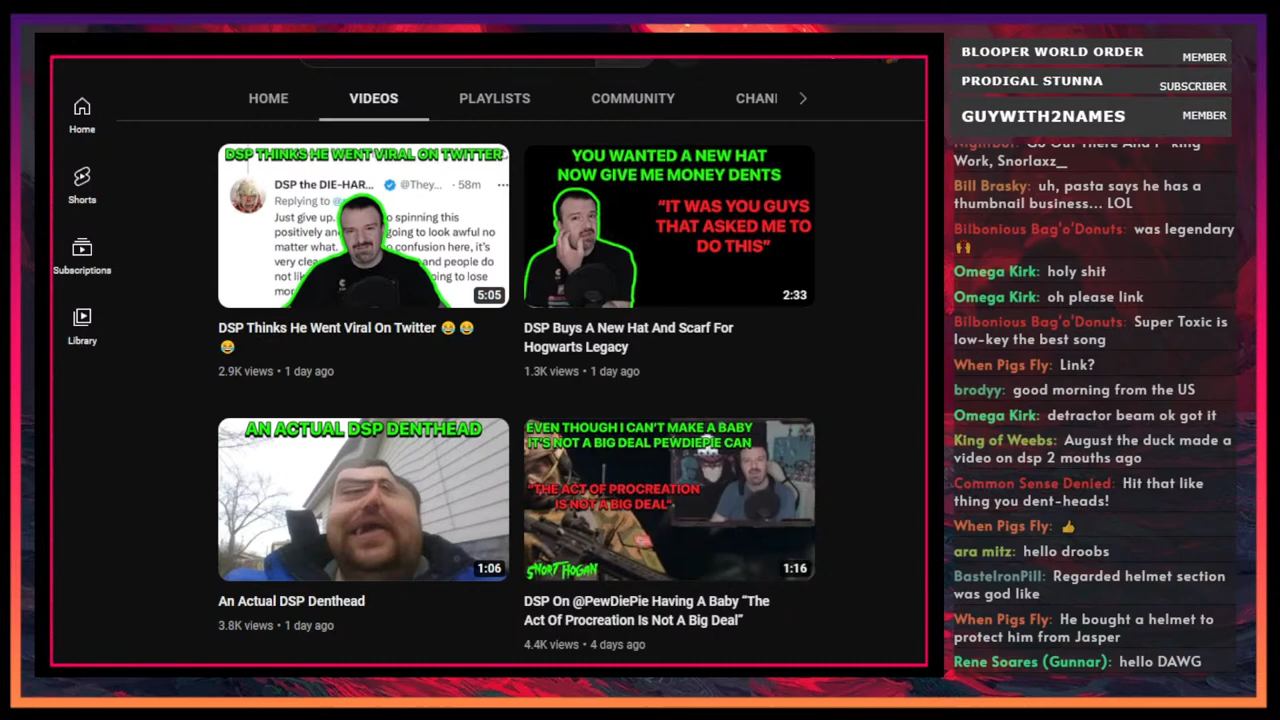 HOME
VIDEOS
PLAYLISTS
COMMUNITY
CHAN
Home
Shorts
Subscriptions
Library
DSP THINKS HE WENT VIRAL ON TWITTER
DSP the DIE-HAR...
@They...
· 58m
Replying to
Just give up.
o spinning this
positively an
going to look awful no
matter what.
o confusion here, it's
very clea
and people do
not li
ing to lose
mor
5:05
DSP Thinks He Went Viral On Twitter 😂 😂
😂
2.9K views • 1 day ago
YOU WANTED A NEW HAT
NOW GIVE ME MONEY DENTS
“IT WAS YOU GUYS
THAT ASKED ME TO
DO THIS”
2:33
DSP Buys A New Hat And Scarf For
Hogwarts Legacy
1.3K views • 1 day ago
AN ACTUAL DSP DENTHEAD
1:06
An Actual DSP Denthead
3.8K views • 1 day ago
EVEN THOUGH I CAN'T MAKE A BABY
IT'S NOT A BIG DEAL PEWDIEPIE CAN
“THE ACT OF PROCREATION
IS NOT A BIG DEAL”
SNORT HOGAN
1:16
DSP On @PewDiePie Having A Baby “The
Act Of Procreation Is Not A Big Deal”
4.4K views • 4 days ago
BLOOPER WORLD ORDER
MEMBER
PRODIGAL STUNNA
SUBSCRIBER
GUYWITH2NAMES
MEMBER
Work, Snorlaxz_
Bill Brasky: uh, pasta says he has a
thumbnail business... LOL
Bilbonious Bag'o'Donuts: was legendary
🙌
Omega Kirk: holy shit
Omega Kirk: oh please link
Bilbonious Bag'o'Donuts: Super Toxic is
low-key the best song
When Pigs Fly: Link?
brodyy: good morning from the US
Omega Kirk: detractor beam ok got it
King of Weebs: August the duck made a
video on dsp 2 mouths ago
Common Sense Denied: Hit that like
thing you dent-heads!
When Pigs Fly: 👍
ara mitz: hello droobs
BasteIronPill: Regarded helmet section
was god like
When Pigs Fly: He bought a helmet to
protect him from Jasper
Rene Soares (Gunnar): hello DAWG